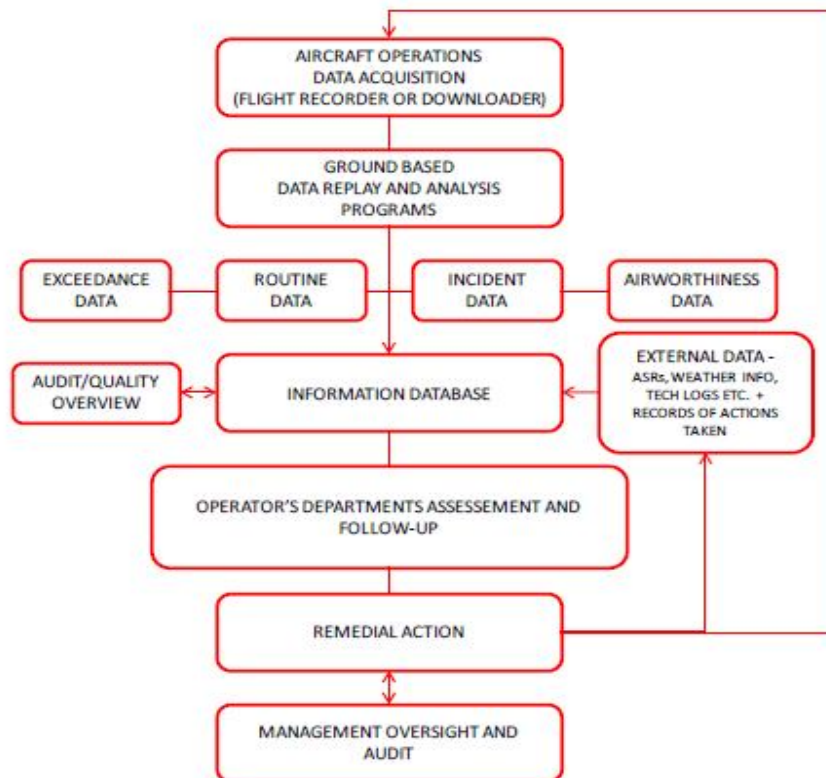 AIRCRAFT OPERATIONS
DATA ACQUISITION
(FLIGHT RECORDER OR DOWNLOADER)
GROUND BASED
DATA REPLAY AND ANALYSIS
PROGRAMS
EXCEEDANCE
DATA
ROUTINE
DATA
INCIDENT
DATA
AIRWORTHINESS
DATA
AUDIT/QUALITY
OVERVIEW
INFORMATION DATABASE
EXTERNAL DATA -
ASRs, WEATHER INFO,
TECH LOGS ETC. +
RECORDS OF ACTIONS
TAKEN
OPERATOR'S DEPARTMENTS ASSESSEMENT AND
FOLLOW-UP
REMEDIAL ACTION
MANAGEMENT OVERSIGHT AND
AUDIT